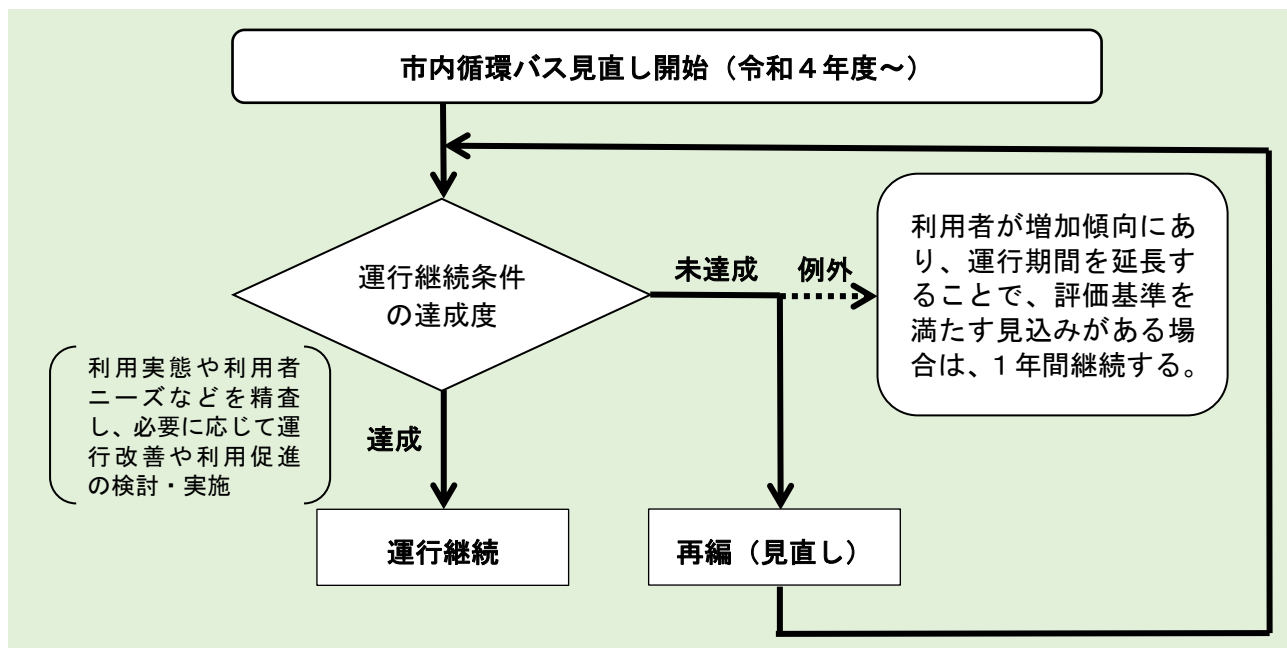 市内循環バス見直し開始（令和４年度～）
運行継続条件
の達成度
未達成
例外
利用者が増加傾向にあ
り、運行期間を延長す
ることで、評価基準を
満たす見込みがある場
合は、１年間継続する。
利用実態や利用者
ニーズなどを精査
し、必要に応じて運
行改善や利用促進
の検討・実施
達成
運行継続
再編（見直し）